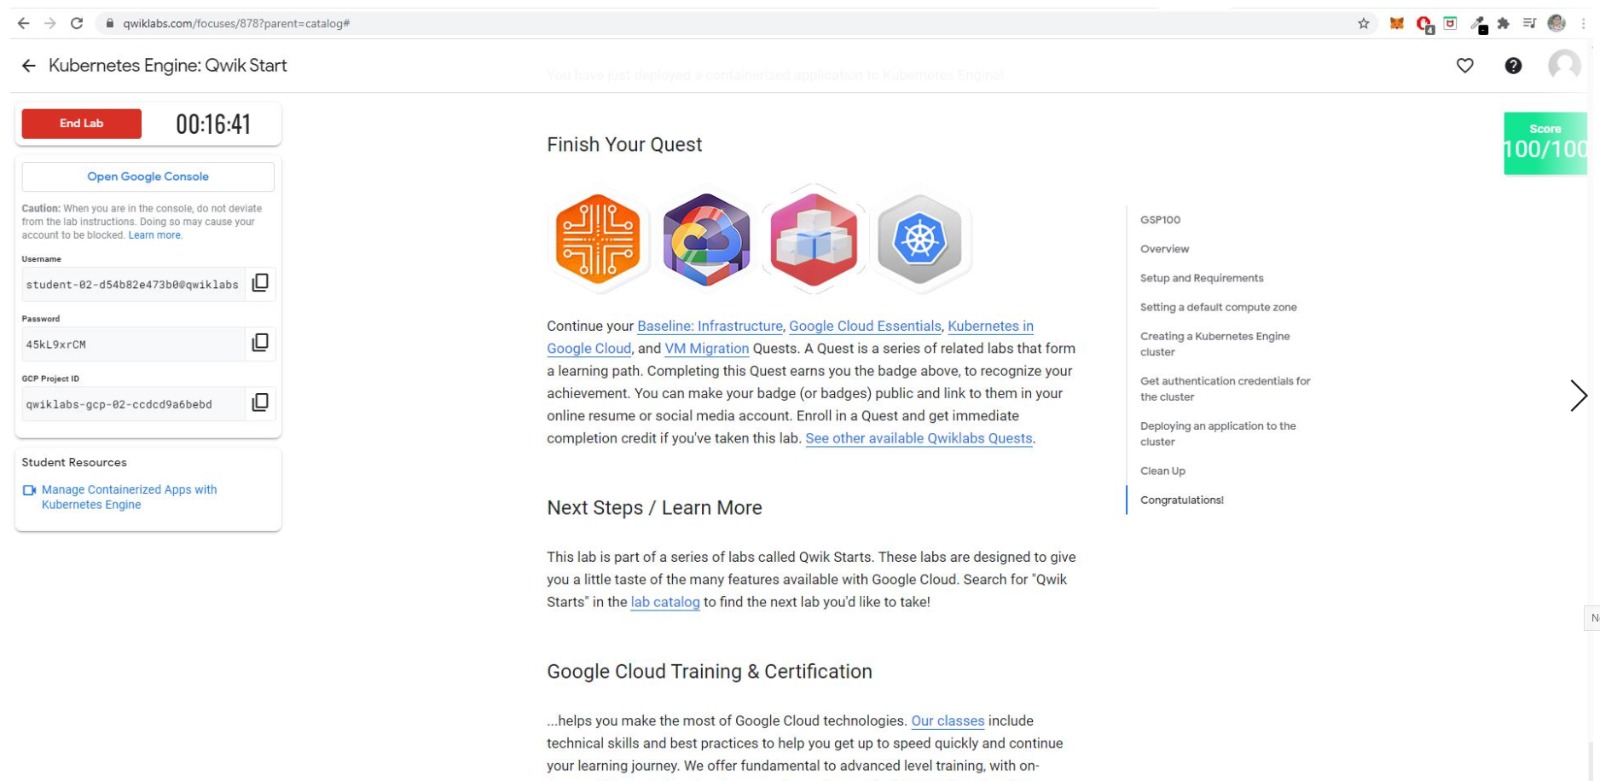 qwiklabs.com/focuses/878?parent=catalog#
4
Kubernetes Engine: Qwik Start
You have just deployed a containerized application to Kubernetes Engine!
End Lab
00:16:41
Open Google Console
Caution: When you are in the console, do not deviate
from the lab instructions. Doing so may cause your
account to be blocked. Learn more.
Username
student-02-d54b82e473b0@qwiklabs
Password
45kL9xrCM
GCP Project ID
qwiklabs-gcp-02-ccdcd9a6bebd
Student Resources
Manage Containerized Apps with
Kubernetes Engine
Finish Your Quest
Continue your Baseline: Infrastructure, Google Cloud Essentials, Kubernetes in
Google Cloud, and VM Migration Quests. A Quest is a series of related labs that form
a learning path. Completing this Quest earns you the badge above, to recognize your
achievement. You can make your badge (or badges) public and link to them in your
online resume or social media account. Enroll in a Quest and get immediate
completion credit if you've taken this lab. See other available Qwiklabs Quests.
Next Steps / Learn More
This lab is part of a series of labs called Qwik Starts. These labs are designed to give
you a little taste of the many features available with Google Cloud. Search for "Qwik
Starts" in the lab catalog to find the next lab you'd like to take!
Google Cloud Training & Certification
...helps you make the most of Google Cloud technologies. Our classes include
technical skills and best practices to help you get up to speed quickly and continue
your learning journey. We offer fundamental to advanced level training, with on-
Score
100/100
GSP100
Overview
Setup and Requirements
Setting a default compute zone
Creating a Kubernetes Engine
cluster
Get authentication credentials for
the cluster
Deploying an application to the
cluster
Clean Up
Congratulations!